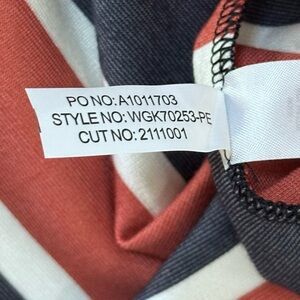 PO NO: A1011703
STYLE NO: WGK70253-PE
CUT NO: 2111001